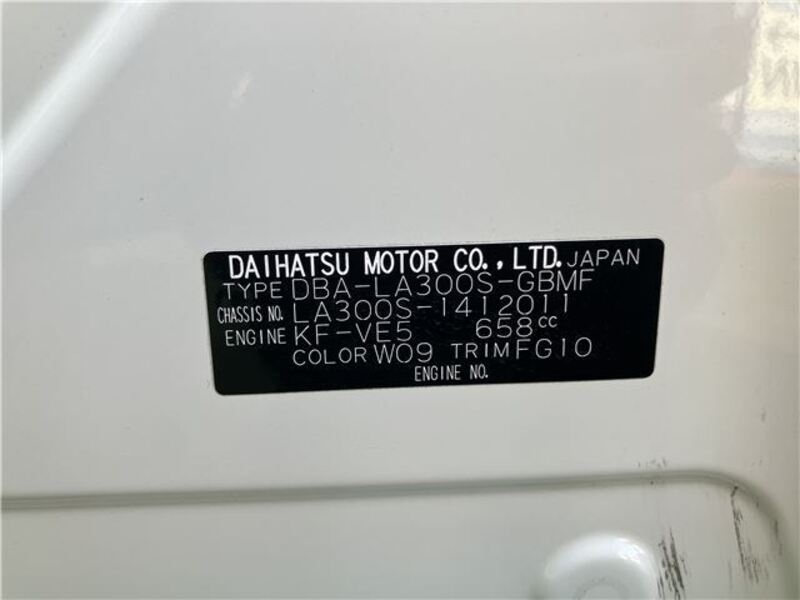 DAIHATSU MOTOR CO., LTD. JAPAN
TYPE DBA-LA300S-GBMF
CHASSIS NO. LA300S-1412011
ENGINE KF-VE5 658cc
COLOR W09 TRIM FG10
ENGINE NO.